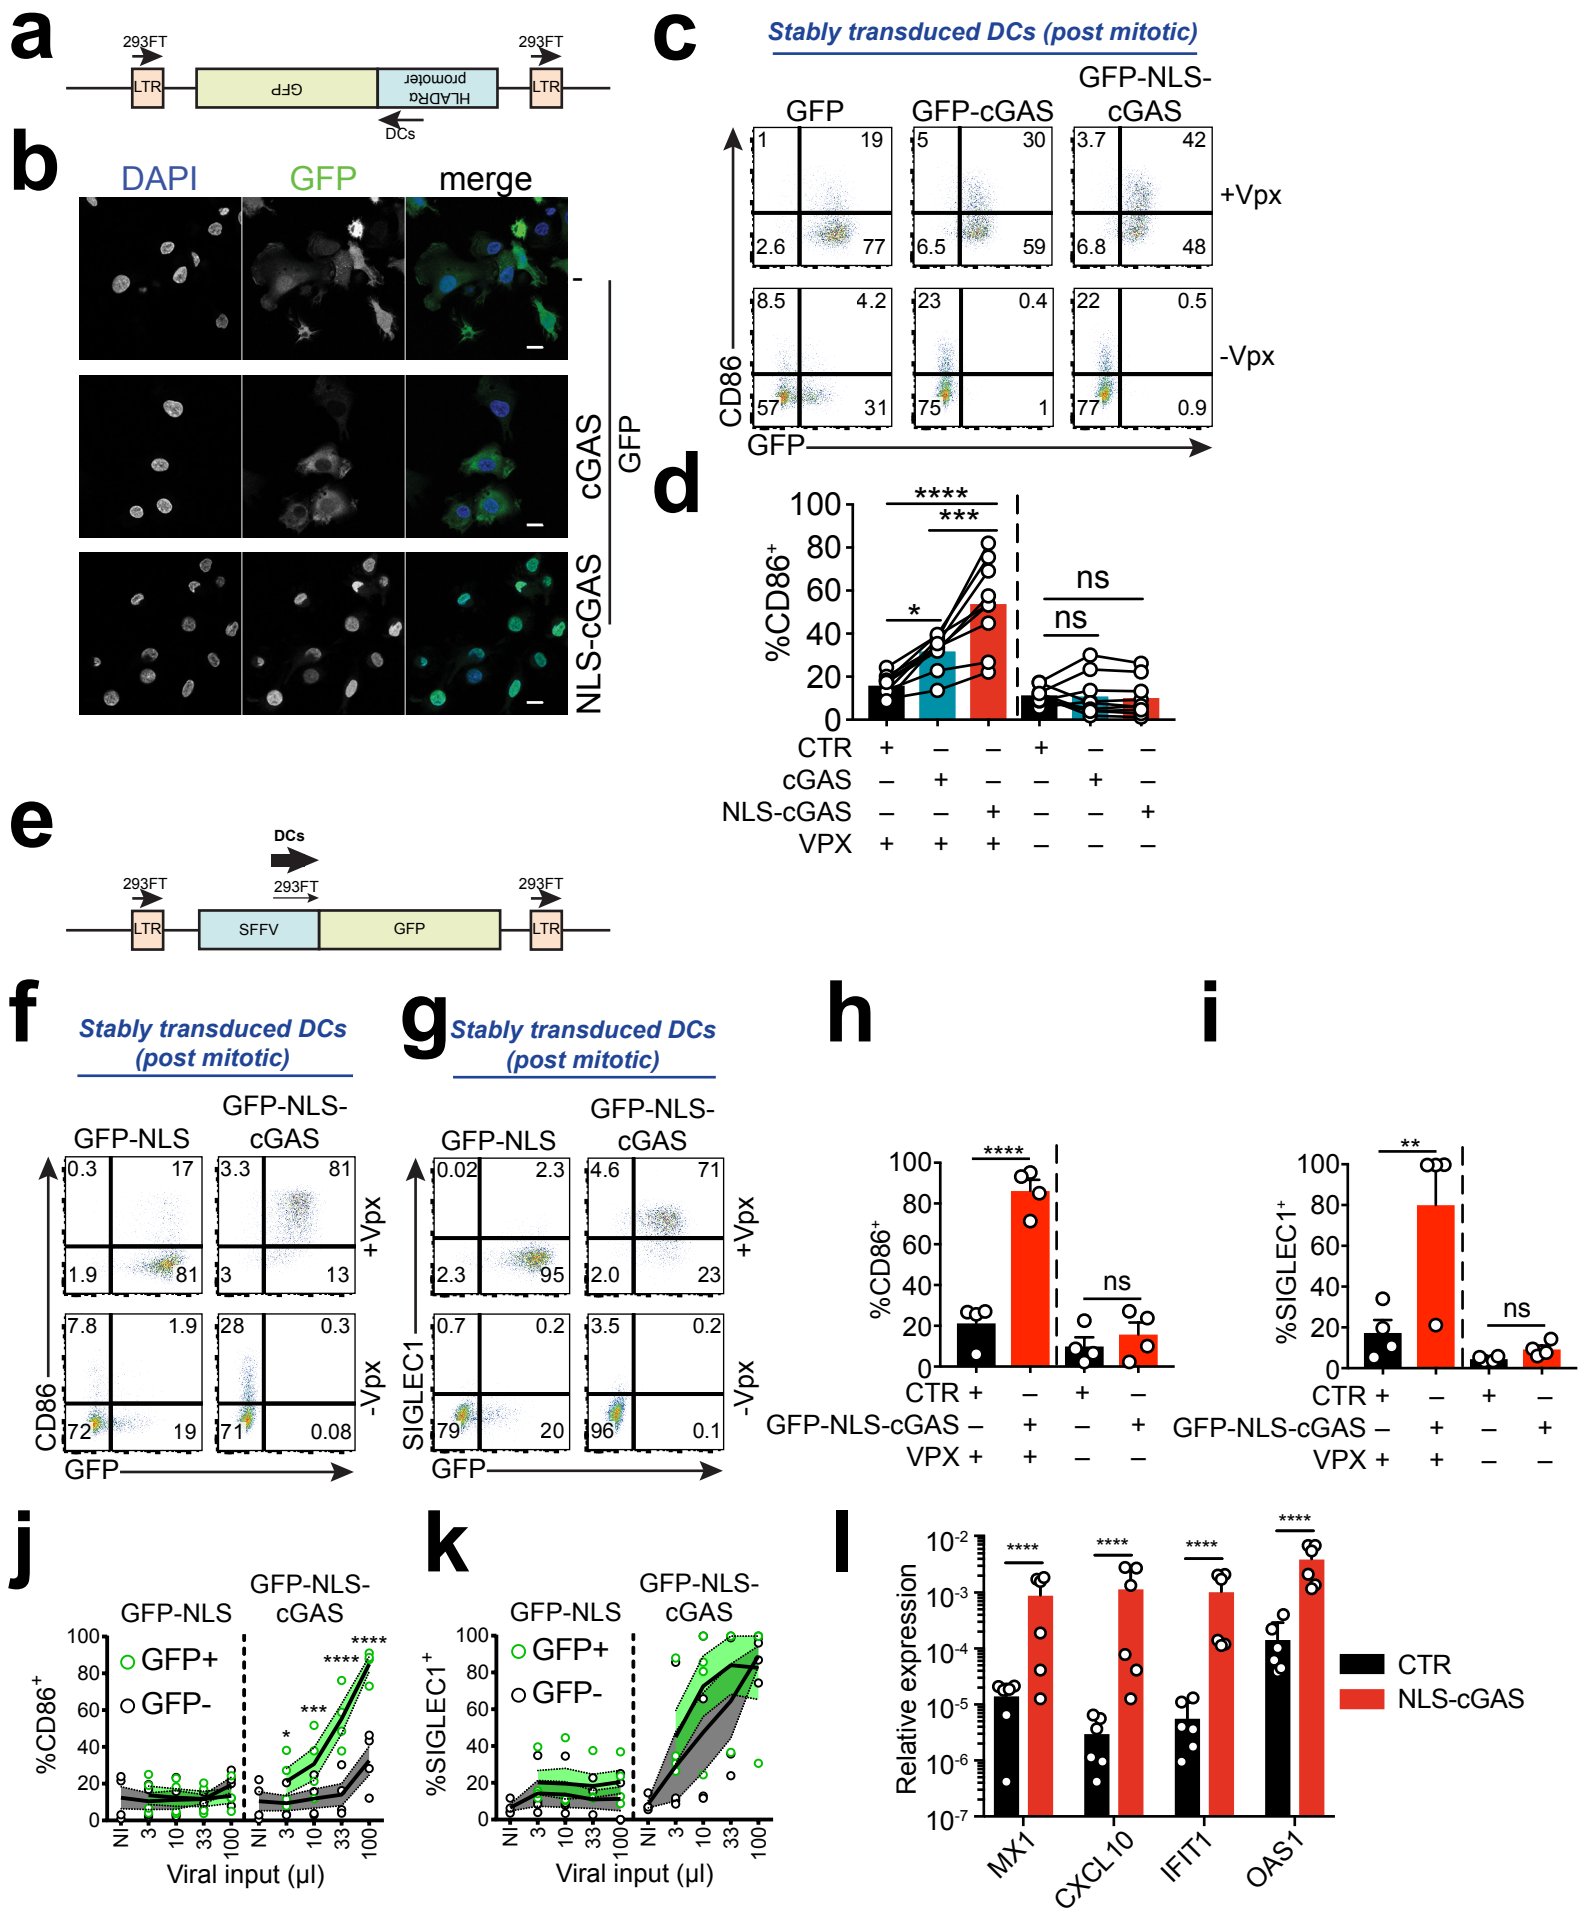 a
293FT
293FT
LTR
GFP
HLADRα
promoter
LTR
DCs
b
DAPI
GFP
merge
-
cGAS
NLS-cGAS
GFP
c
Stably transduced DCs (post mitotic)
GFP
GFP-cGAS
GFP-NLS-
cGAS
1
19
2.6
77
5
30
6.5
59
3.7
42
6.8
48
+Vpx
8.5
4.2
57
31
23
0.4
75
1
22
0.5
77
0.9
-Vpx
CD86
GFP
d
%CD86+
100
80
60
40
20
0
****
***
*
ns
ns
CTR + – – + – –
cGAS – + – – + –
NLS-cGAS – – + – – +
VPX + + + – – –
e
DCs
293FT
293FT
293FT
LTR
SFFV
GFP
LTR
f
Stably transduced DCs
(post mitotic)
GFP-NLS
GFP-NLS-
cGAS
0.3
17
1.9
81
3.3
81
3
13
+Vpx
7.8
1.9
72
19
28
0.3
71
0.08
-Vpx
CD86
GFP
g
Stably transduced DCs
(post mitotic)
GFP-NLS
GFP-NLS-
cGAS
0.02
2.3
2.3
95
4.6
71
2.0
23
+Vpx
0.7
0.2
79
20
3.5
0.2
96
0.1
-Vpx
SIGLEC1
GFP
h
%CD86+
100
80
60
40
20
0
****
ns
CTR + – + –
GFP-NLS-cGAS – + – +
VPX + + – –
i
%SIGLEC1+
100
80
60
40
20
0
**
ns
CTR + – + –
GFP-NLS-cGAS – + – +
VPX + + – –
j
GFP-NLS
GFP-NLS-
cGAS
GFP+
GFP-
%CD86+
100
80
60
40
20
0
*
***
****
****
NI 3 10 33 100 NI 3 10 33 100
Viral input (µl)
k
GFP-NLS
GFP-NLS-
cGAS
GFP+
GFP-
%SIGLEC1+
100
80
60
40
20
0
NI 3 10 33 100 NI 3 10 33 100
Viral input (µl)
l
Relative expression
10-2
10-3
10-4
10-5
10-6
10-7
****
****
****
****
MX1
CXCL10
IFIT1
OAS1
CTR
NLS-cGAS